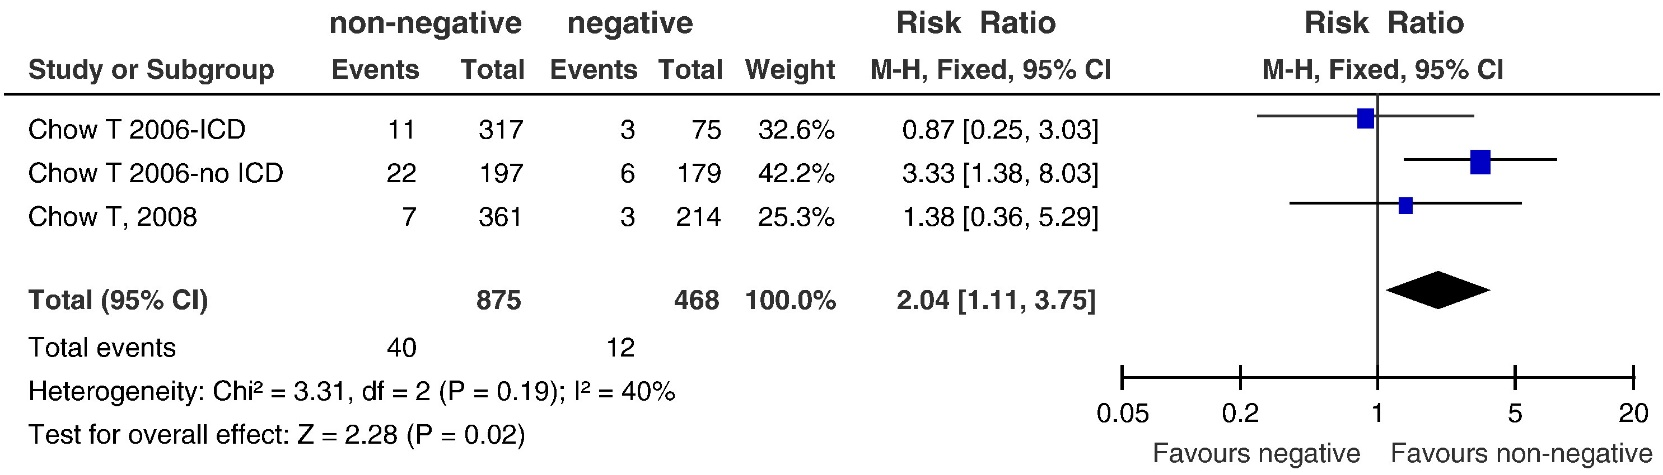 non-negative negative Risk Ratio Risk Ratio
Study or Subgroup Events Total Events Total Weight M-H, Fixed, 95% CI M-H, Fixed, 95% CI
Chow T 2006-ICD 11 317 3 75 32.6% 0.87 [0.25, 3.03]
Chow T 2006-no ICD 22 197 6 179 42.2% 3.33 [1.38, 8.03]
Chow T, 2008 7 361 3 214 25.3% 1.38 [0.36, 5.29]
Total (95% CI) 875 468 100.0% 2.04 [1.11, 3.75]
Total events 40 12
Heterogeneity: Chi² = 3.31, df = 2 (P = 0.19); I² = 40%
Test for overall effect: Z = 2.28 (P = 0.02)
0.05 0.2 1 5 20
Favours negative Favours non-negative